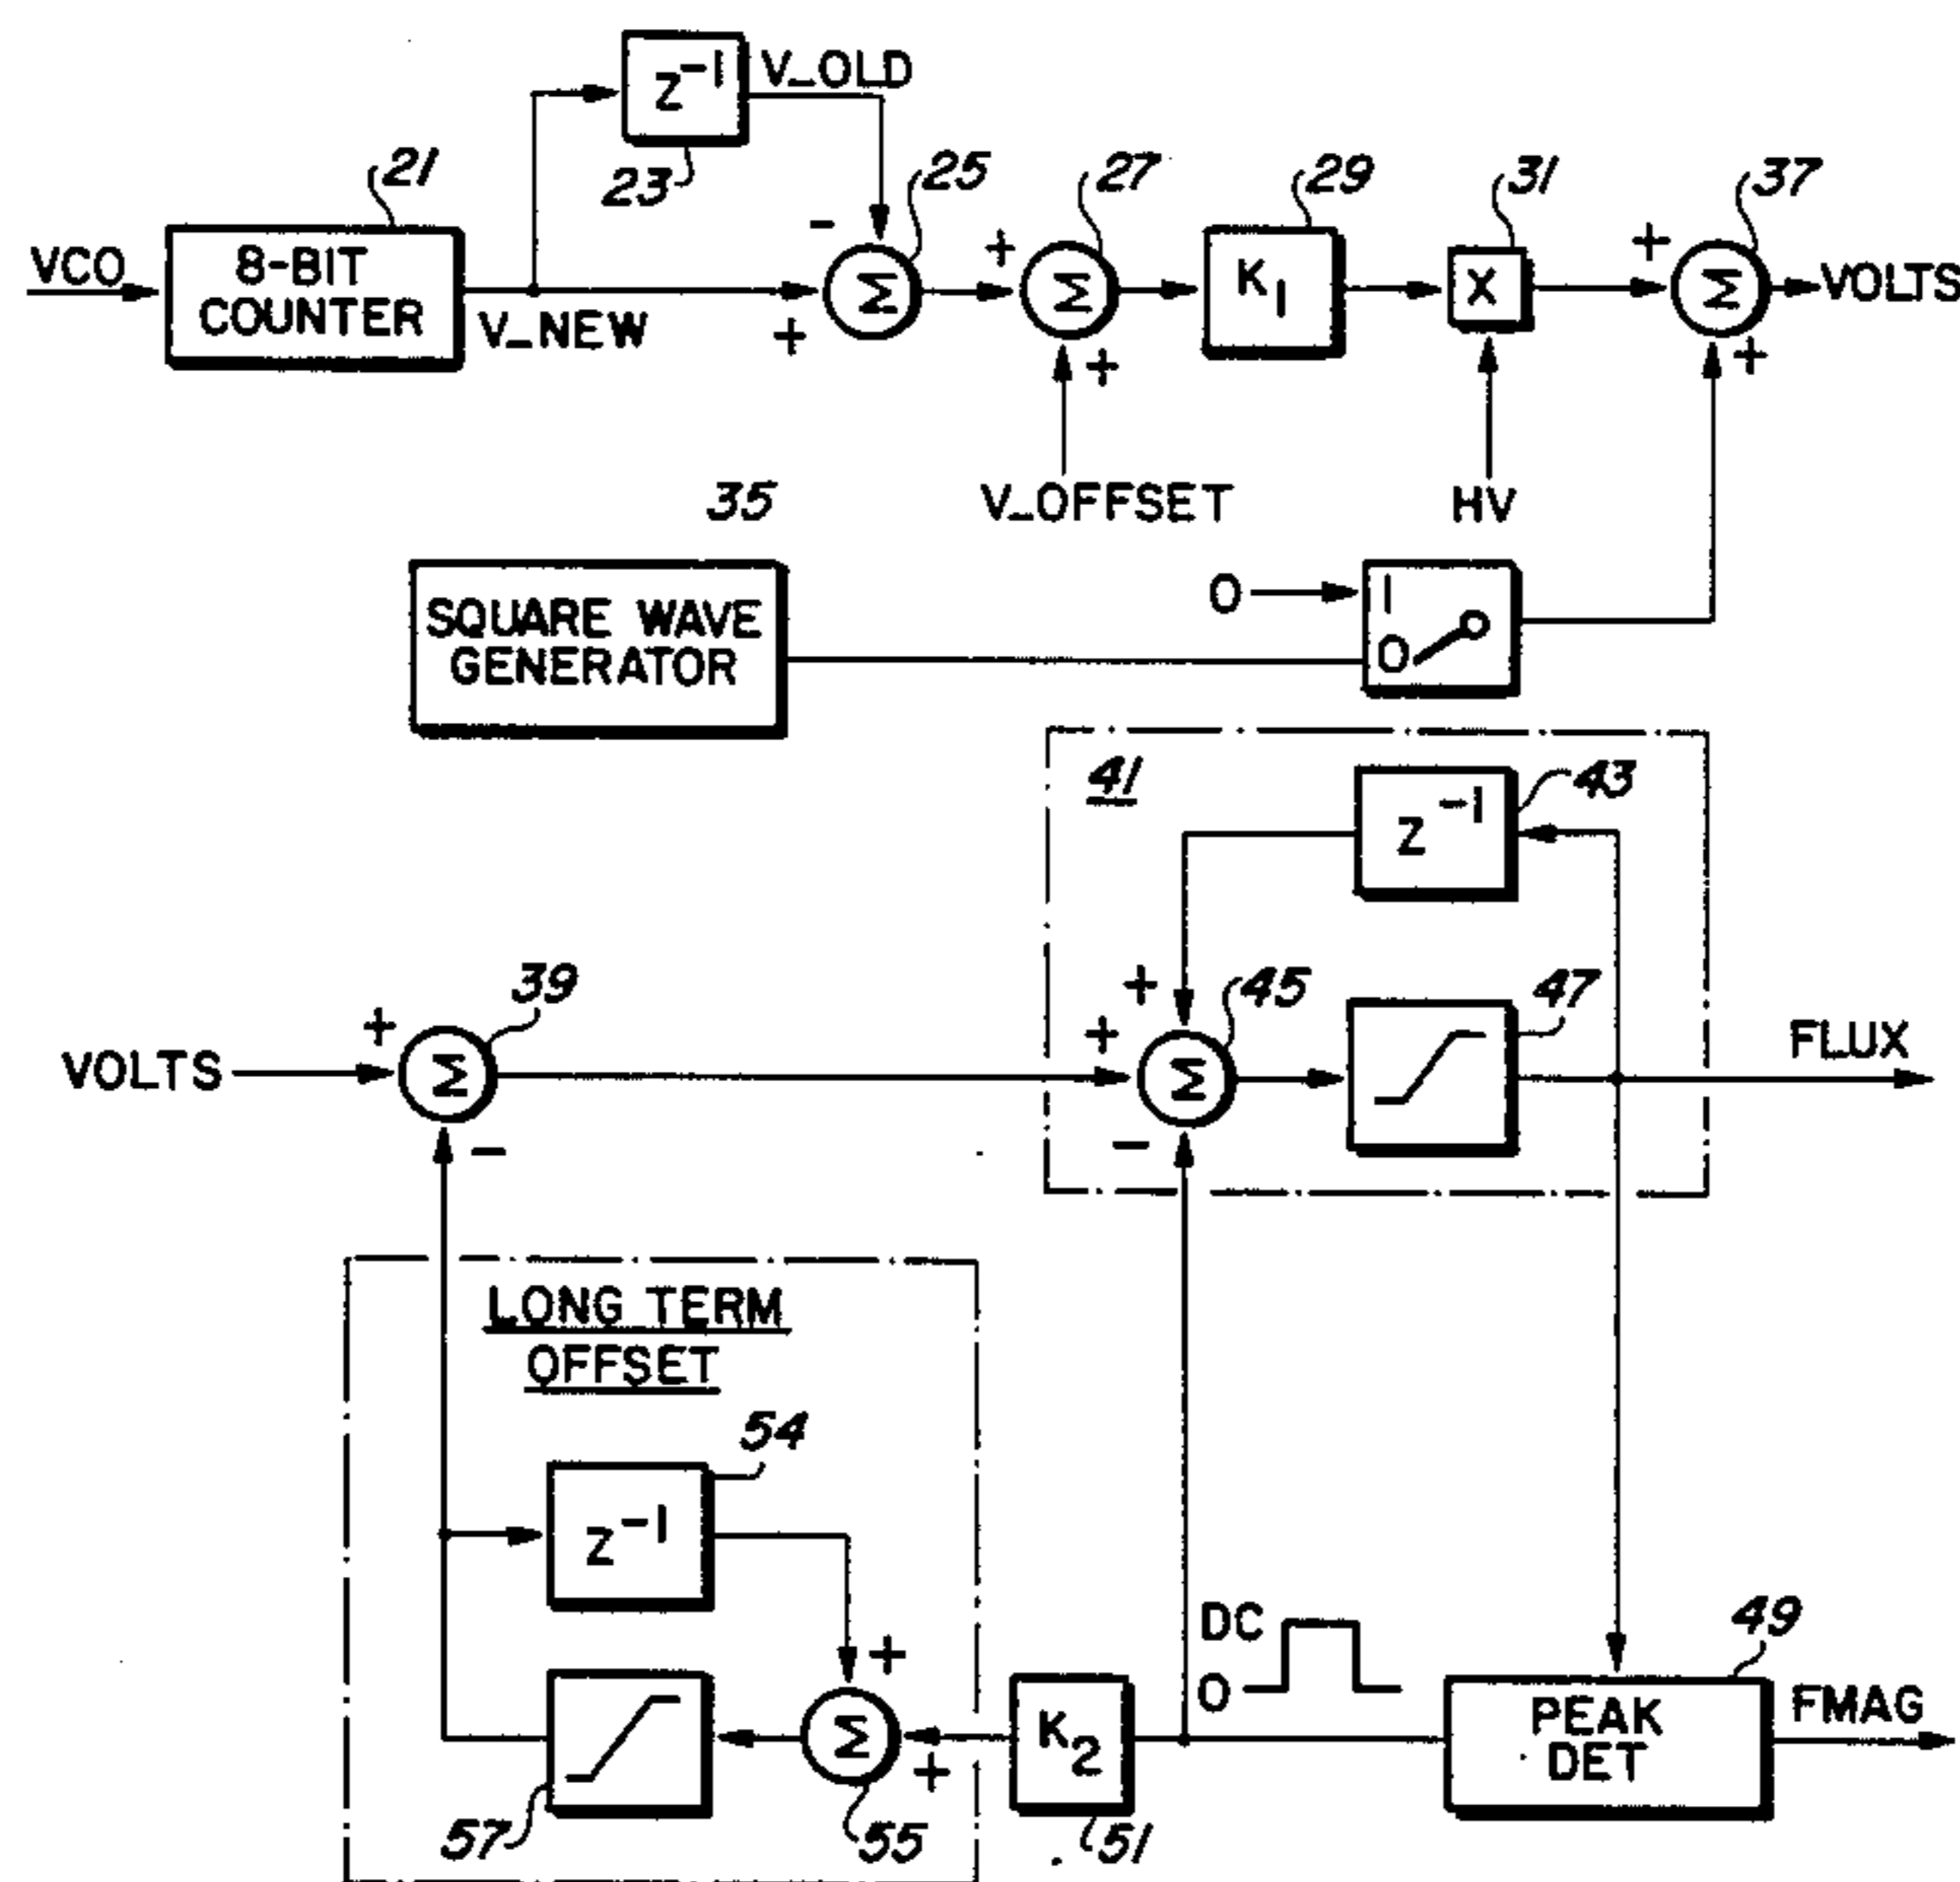 Z⁻¹
V_OLD
21
23
25
27
29
31
37
VCO
8-BIT
COUNTER
V_NEW
-
+
Σ
+
Σ
+
K₁
X
+
Σ
+
VOLTS
V_OFFSET
HV
35
SQUARE WAVE
GENERATOR
0
1
0
41
Z⁻¹
43
39
+
VOLTS
Σ
-
+
+
45
Σ
-
47
FLUX
LONG TERM
OFFSET
54
Z⁻¹
+
57
Σ
+
55
K₂
51
DC
0
49
PEAK
DET
FMAG